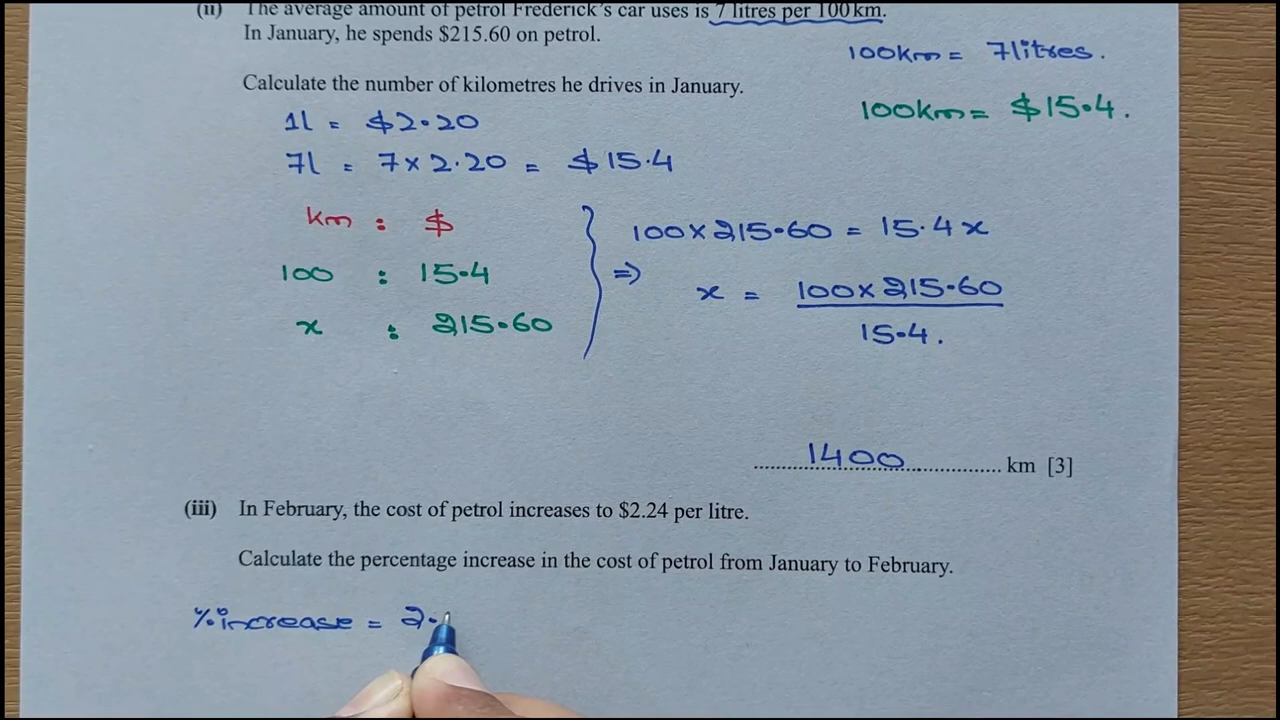 (ii) The average amount of petrol Frederick's car uses is 7 litres per 100 km.
In January, he spends $215.60 on petrol.
100km = 7litres.
Calculate the number of kilometres he drives in January.
100km = $15.4.
1l = $2.20
7l = 7 × 2.20 = $15.4
km : $
100 : 15.4
x : 215.60
100 × 215.60 = 15.4 x
⇒ x = 100 × 215.60
15.4.
1400 km [3]
(iii) In February, the cost of petrol increases to $2.24 per litre.
Calculate the percentage increase in the cost of petrol from January to February.
% increase = 2.